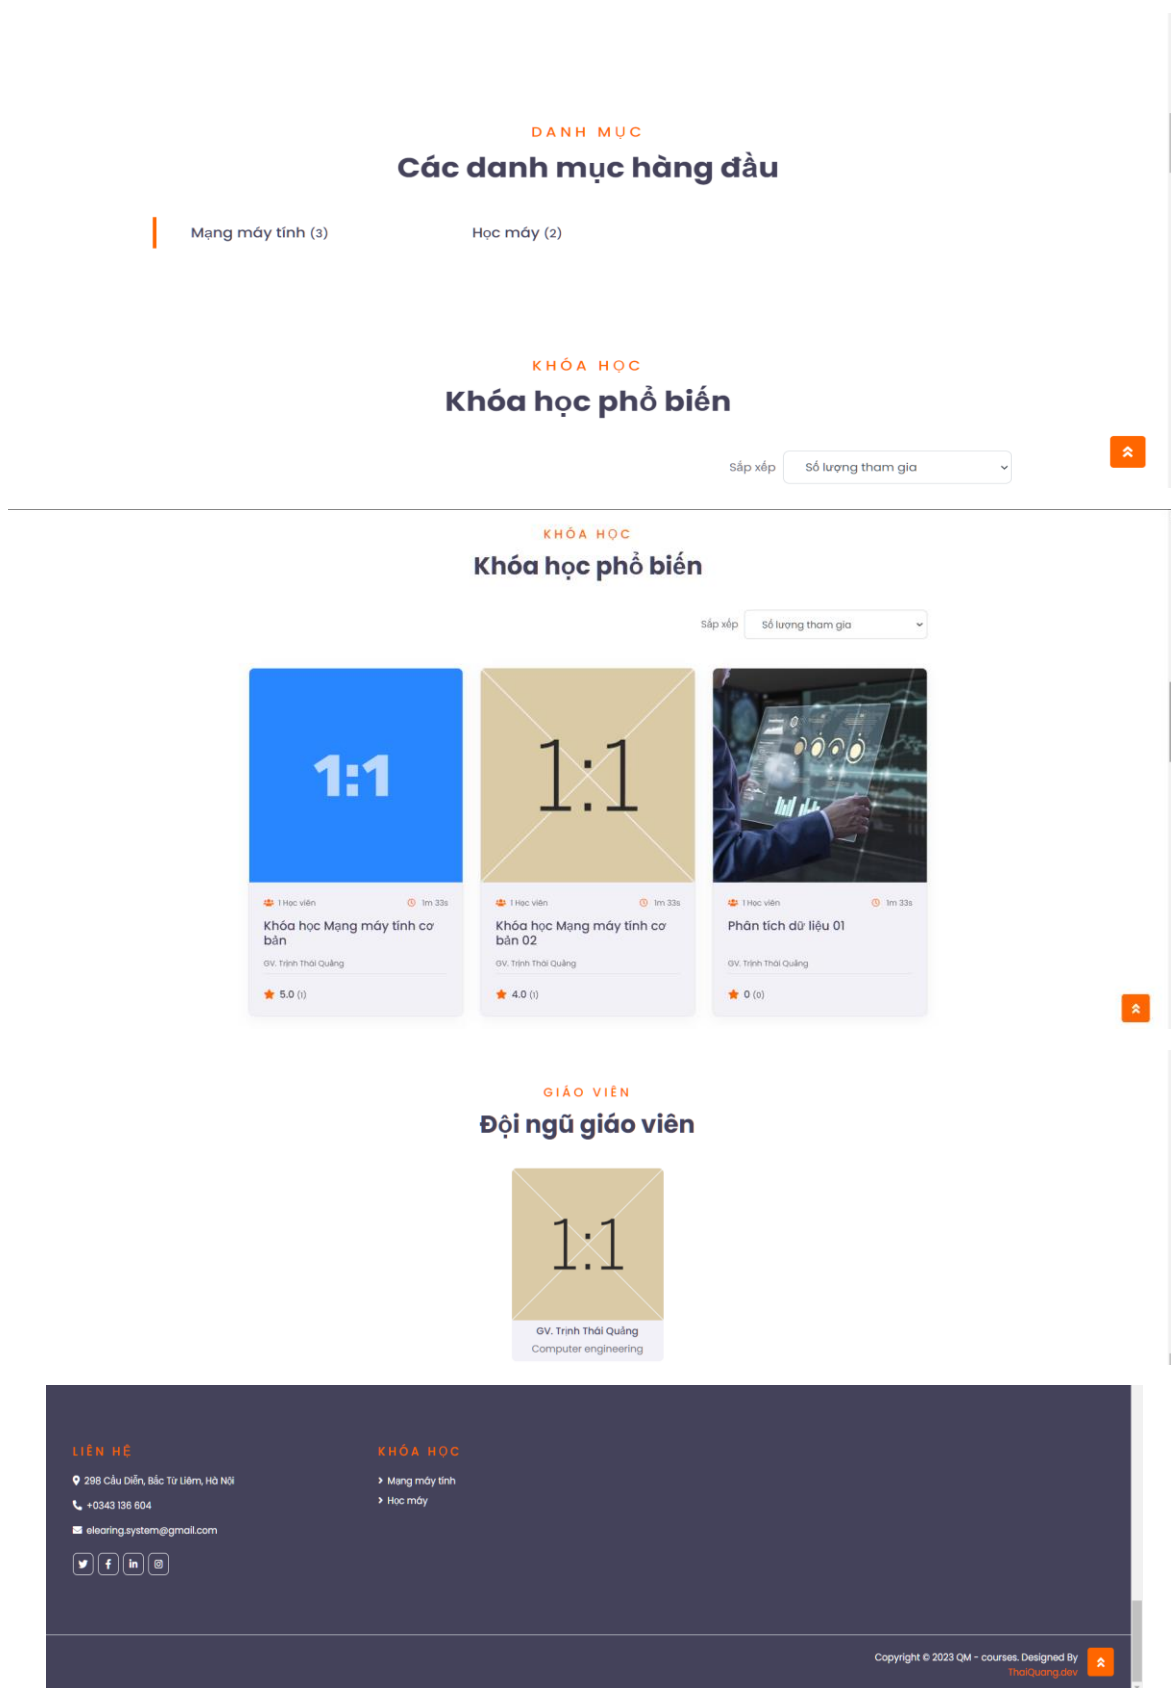 DANH MỤC
Các danh mục hàng đầu
Mạng máy tính (3)
Học máy (2)
KHÓA HỌC
Khóa học phổ biến
Sắp xếp Số lượng tham gia
KHÓA HỌC
Khóa học phổ biến
Sắp xếp Số lượng tham gia
1:1
1:1
1 Học viên 1m 33s
Khóa học Mạng máy tính cơ
bản
GV. Trịnh Thái Quảng
5.0 (1)
1 Học viên 1m 33s
Khóa học Mạng máy tính cơ
bản 02
GV. Trịnh Thái Quảng
4.0 (1)
1 Học viên 1m 33s
Phân tích dữ liệu 01
GV. Trịnh Thái Quảng
0 (0)
GIÁO VIÊN
Đội ngũ giáo viên
1:1
GV. Trịnh Thái Quảng
Computer engineering
LIÊN HỆ
298 Cầu Diễn, Bắc Từ Liêm, Hà Nội
+0343 136 604
elearing.system@gmail.com
KHÓA HỌC
Mạng máy tính
Học máy
Copyright © 2023 QM - courses. Designed By
ThaiQuang.dev